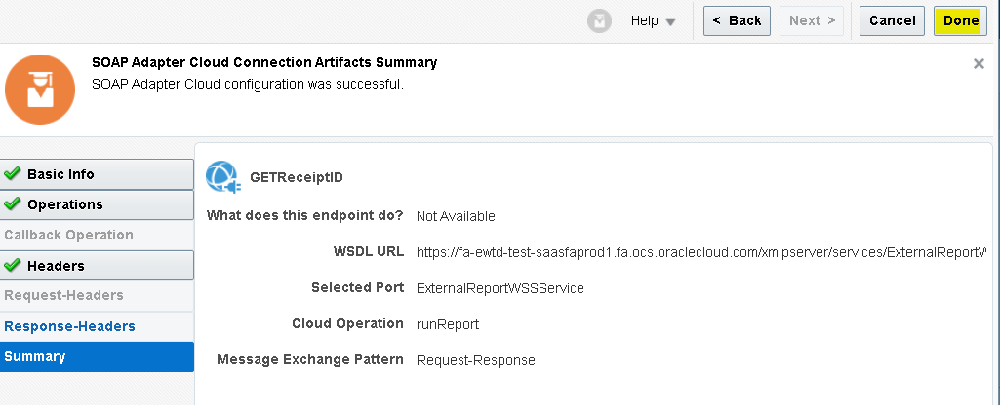 Help
< Back
Next >
Cancel
Done
SOAP Adapter Cloud Connection Artifacts Summary
SOAP Adapter Cloud configuration was successful.
Basic Info
Operations
Callback Operation
Headers
Request-Headers
Response-Headers
Summary
GETReceiptID
What does this endpoint do? Not Available
WSDL URL https://fa-ewtd-test-saasfaprod1.fa.ocs.oraclecloud.com/xmlpserver/services/ExternalReportW
Selected Port ExternalReportWSSService
Cloud Operation runReport
Message Exchange Pattern Request-Response